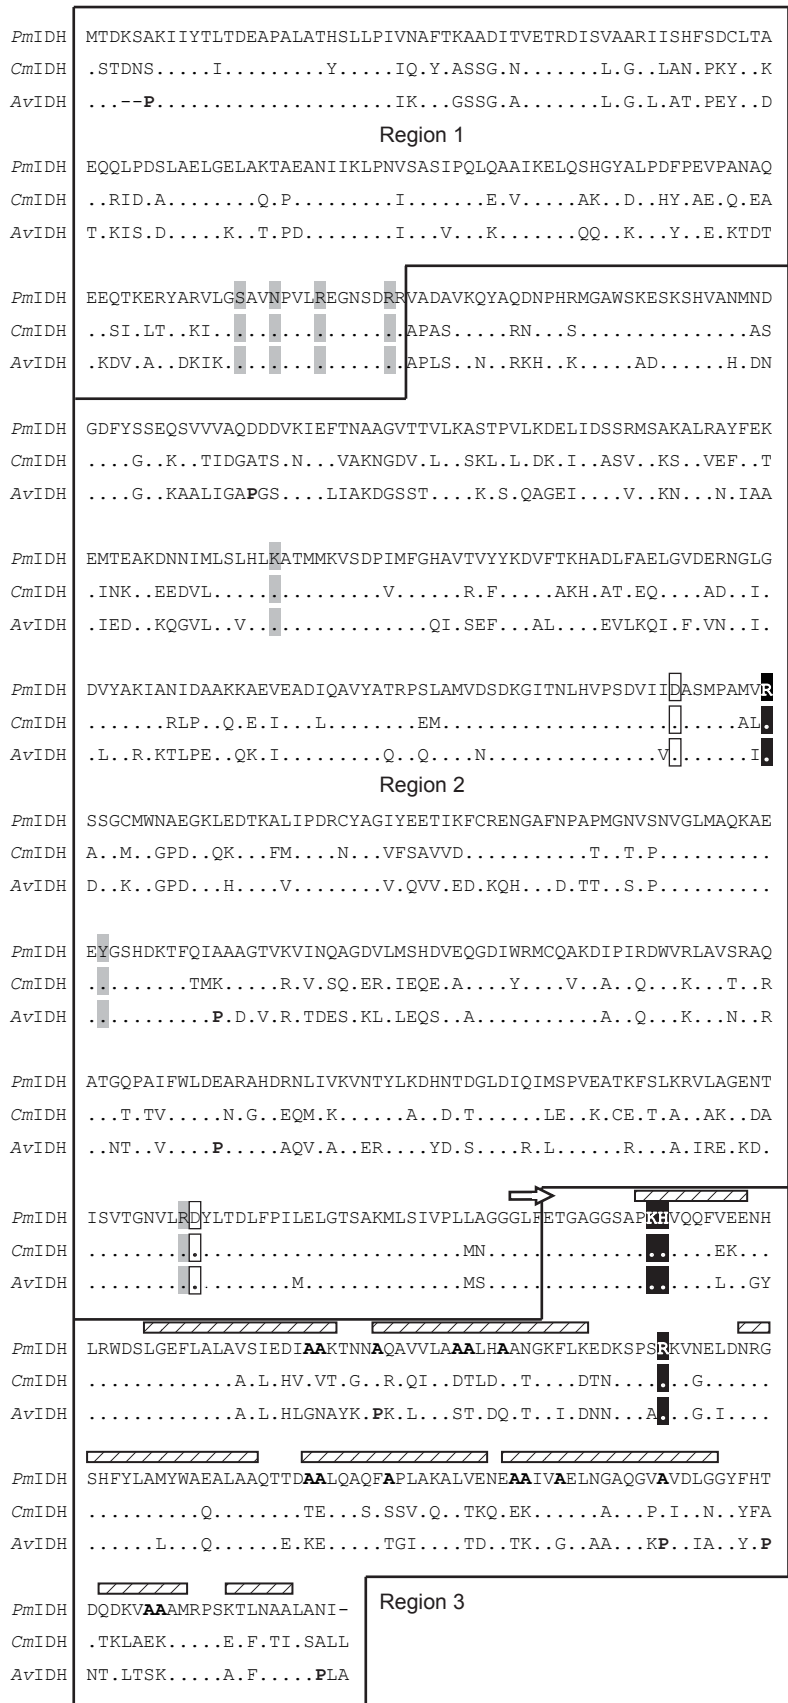 PmIDH MTDKSAKIIYTLTDEAPALATHSLLPIVNAFTKAADITVETRDISVAARIISHFSDCLTA
CmIDH .STDNS.....I.........Y....IQ.Y.ASSG.N.......L.G..LAN.PKY..K
AvIDH ...--P....................IK...GSSG.A.......L.G.L.AT.PEY..D
Region 1
PmIDH EQQLPDSLAELGELAKTAEANIIKLPNVSASIPQLQAAIKELQSHGYALPDFPEVPANAQ
CmIDH ..RID.A........Q.P.........I.......E.V.....AK..D..HY.AE.Q.EA
AvIDH T.KIS.D.....K..T.PD........I...V...K.......QQ..K...Y..E.KTDT
PmIDH EEQTKERYARVLGSAVNPVLREGNSDRRVADAVKQYAQDNPHRMGAWSKESKSHVANMND
CmIDH ..SI.LT..KI................APAS.....RN...S...............AS
AvIDH .KDV.A..DKIK...............APLS..N..RKH..K.....AD......H.DN
PmIDH GDFYSSEQSVVVAQDDDVKIEFTNAAGVTTVLKASTPVLKDELIDSSRMSAKALRAYFEK
CmIDH ....G..K..TIDGATS.N...VAKNGDV.L..SKL.L.DK.I..ASV..KS..VEF..T
AvIDH ....G..KAALIGAPGS....LIAKDGSST....K.S.QAGEI...V..KN...N.IAA
PmIDH EMTEAKDNNIMLSLHLKATMMKVSDPIMFGHAVTVYYKDVFTKHADLFAELGVDERNGLG
CmIDH .INK..EEDVL...............V......R.F.....AKH.AT.EQ....AD..I.
AvIDH .IED..KQGVL..V................QI.SEF...AL....EVLKQI.F.VN..I.
PmIDH DVYAKIANIDAAKKAEVEADIQAVYATRPSLAMVDSDKGITNLHVPSDVIIDASMPAMVR
CmIDH .......RLP..Q.E.I...L........EM..........................AL.
AvIDH .L..R.KTLPE..QK.I.........Q..Q....N...............V.......I.
Region 2
PmIDH SSGCMWNAEGKLEDTKALIPDRCYAGIYEETIKFCRENGAFNPAPMGNVSNVGLMAQKAE
CmIDH A..M..GPD..QK...FM....N...VFSAVVD..........T..T.P..........
AvIDH D..K..GPD...H...V.........V.QVV.ED.KQH...D.TT..S.P..........
PmIDH EYGSHDKTFQIAAAGTVKVINQAGDVLMSHDVEQGDIWRMCQAKDIPIRDWVRLAVSRAQ
CmIDH .........TMK.....R.V.SQ.ER.IEQE.A....Y....V..A..Q...K...T..R
AvIDH ...........P.D.V.R.TDES.KL.LEQS..A...........A..Q...K...N..R
PmIDH ATGQPAIFWLDEARAHDRNLIVKVNTYLKDHNTDGLDIQIMSPVEATKFSLKRVLAGENT
CmIDH ...T.TV.....N.G..EQM.K......A..D.T......LE..K.CE.T.A..AK..DA
AvIDH ..NT..V....P.....AQV.A..ER...YD.S....R.L......R...A.IRE.KD.
PmIDH ISVTGNVLRDYLTDLFPILELGTSAKMLSIVPLLAGGGLFETGAGGSAPKHVQQFVEENH
CmIDH .................................MN.....................EK...
AvIDH ..................M..............MS.....................L..GY
PmIDH LRWDSLGEFLALAVSIEDIAAKTNNAQAVVLAAALHAANGKFLKEDKSPSRKVNELDNRG
CmIDH .............A.L.HV.VT.G..R.QI..DTLD..T....DTN.......G......
AvIDH .............A.L.HLGNAYK.PK.L...ST.DQ.T..I.DNN...A..G.I....
PmIDH SHFYLAMYWAEALAAQTTDAALQAQFAPLAKALVENEAAIVAELNGAQGVAVDLGGYFHT
CmIDH ..........Q........TE...S.SSV.Q..TKQ.EK......A...P.I..N..YFA
AvIDH ......L...Q......E.KE.....TGI....TD..TK..G..AA..KP..IA..Y.P
PmIDH DQDKVAAAMRPSKTLNAALANI-
CmIDH .TKLAEK.....E.F.TI.SALL
AvIDH NT.LTSK.....A.F.....PLA
Region 3